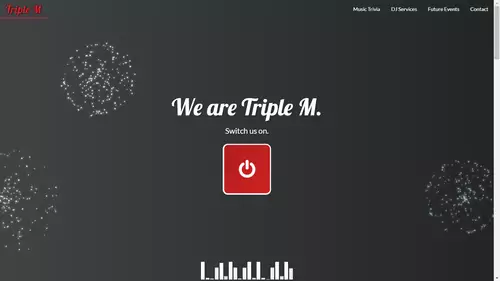 Triple M
Music Trivia
DJ Services
Future Events
Contact
We are Triple M.
Switch us on.